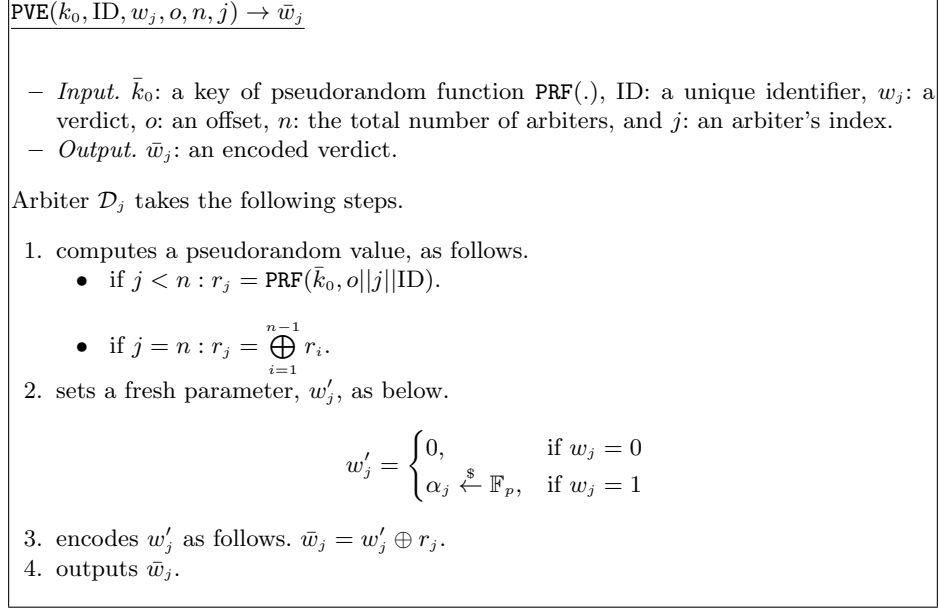 PVE(k₀, ID, wⱼ, o, n, j) → w̄ⱼ
– Input. k̄₀: a key of pseudorandom function PRF(.), ID: a unique identifier, wⱼ: a
verdict, o: an offset, n: the total number of arbiters, and j: an arbiter's index.
– Output. w̄ⱼ: an encoded verdict.
Arbiter 𝒟ⱼ takes the following steps.
1. computes a pseudorandom value, as follows.
• if j < n : rⱼ = PRF(k̄₀, o||j||ID).
• if j = n : rⱼ = ⊕_{i=1}^{n−1} rᵢ.
2. sets a fresh parameter, w′ⱼ, as below.
w′ⱼ = { 0, if wⱼ = 0
αⱼ ←$ 𝔽ₚ, if wⱼ = 1
3. encodes w′ⱼ as follows. w̄ⱼ = w′ⱼ ⊕ rⱼ.
4. outputs w̄ⱼ.